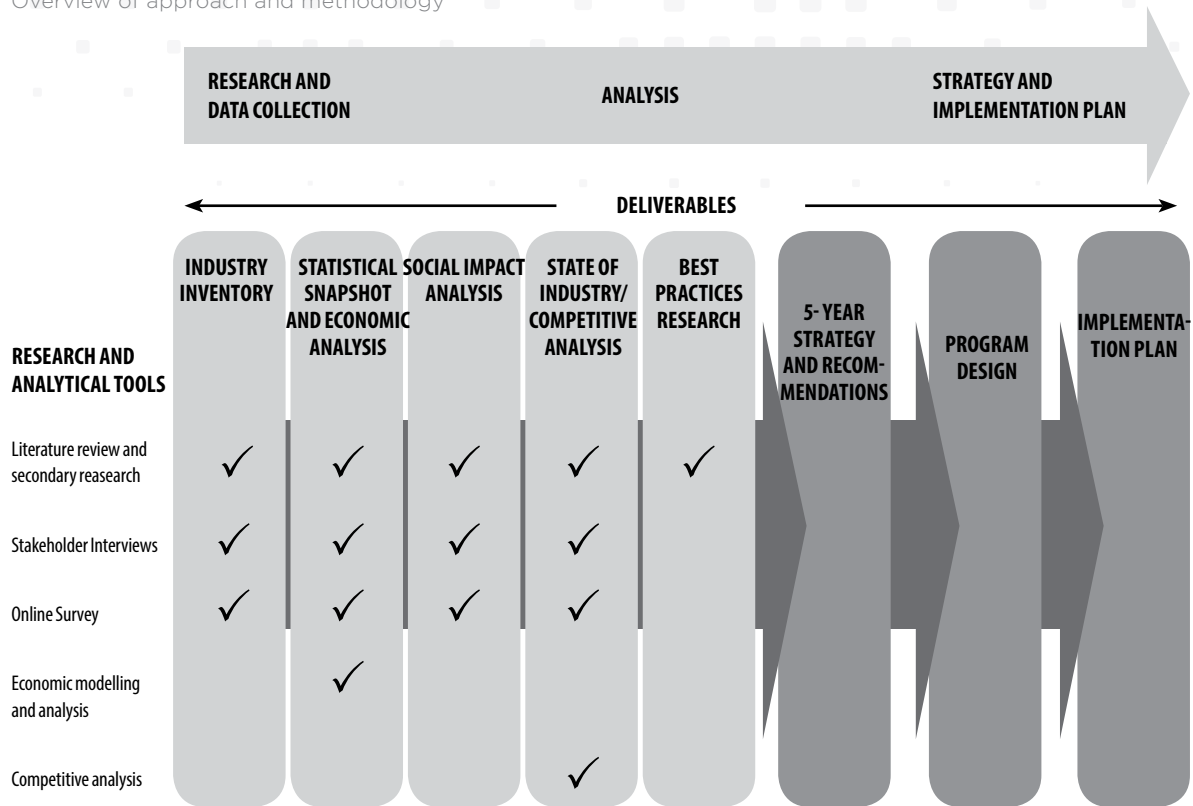 Overview of approach and methodology
RESEARCH AND
DATA COLLECTION
ANALYSIS
STRATEGY AND
IMPLEMENTATION PLAN
DELIVERABLES
INDUSTRY
INVENTORY
STATISTICAL
SNAPSHOT
AND ECONOMIC
ANALYSIS
SOCIAL IMPACT
ANALYSIS
STATE OF
INDUSTRY/
COMPETITIVE
ANALYSIS
BEST
PRACTICES
RESEARCH
5- YEAR
STRATEGY
AND RECOM-
MENDATIONS
PROGRAM
DESIGN
IMPLEMENTA-
TION PLAN
RESEARCH AND
ANALYTICAL TOOLS
Literature review and
secondary reasearch
Stakeholder Interviews
Online Survey
Economic modelling
and analysis
Competitive analysis